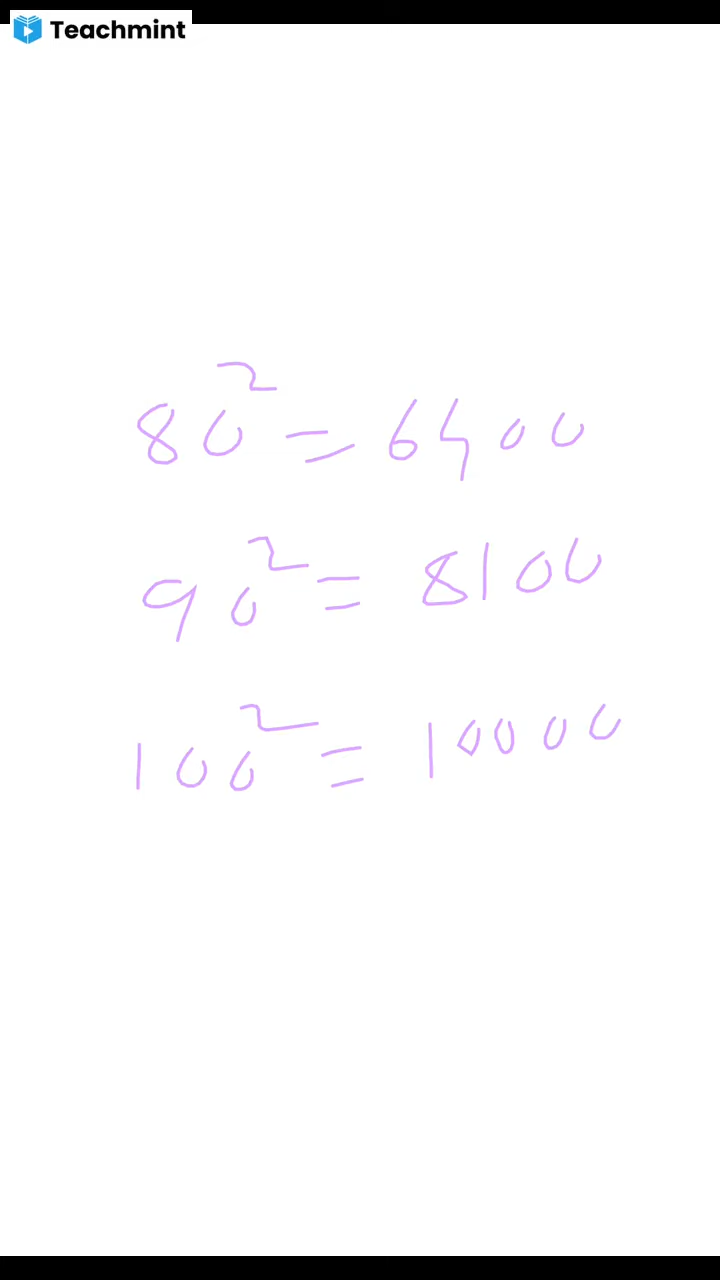 Teachmint
80² = 6400
90² = 8100
100² = 10000